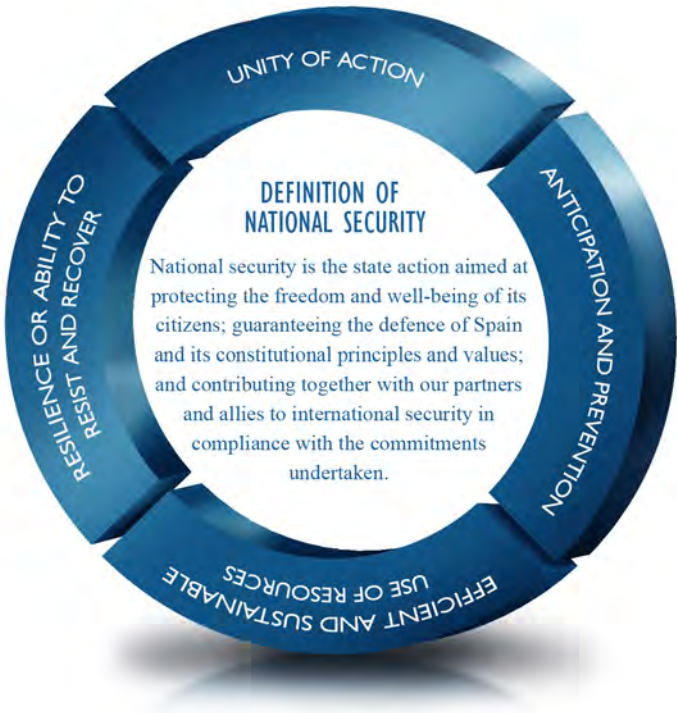 UNITY OF ACTION
ANTICIPATION AND PREVENTION
EFFICIENT AND SUSTAINABLE
USE OF RESOURCES
RESILIENCE OR ABILITY TO
RESIST AND RECOVER
DEFINITION OF
NATIONAL SECURITY
National security is the state action aimed at
protecting the freedom and well-being of its
citizens; guaranteeing the defence of Spain
and its constitutional principles and values;
and contributing together with our partners
and allies to international security in
compliance with the commitments
undertaken.